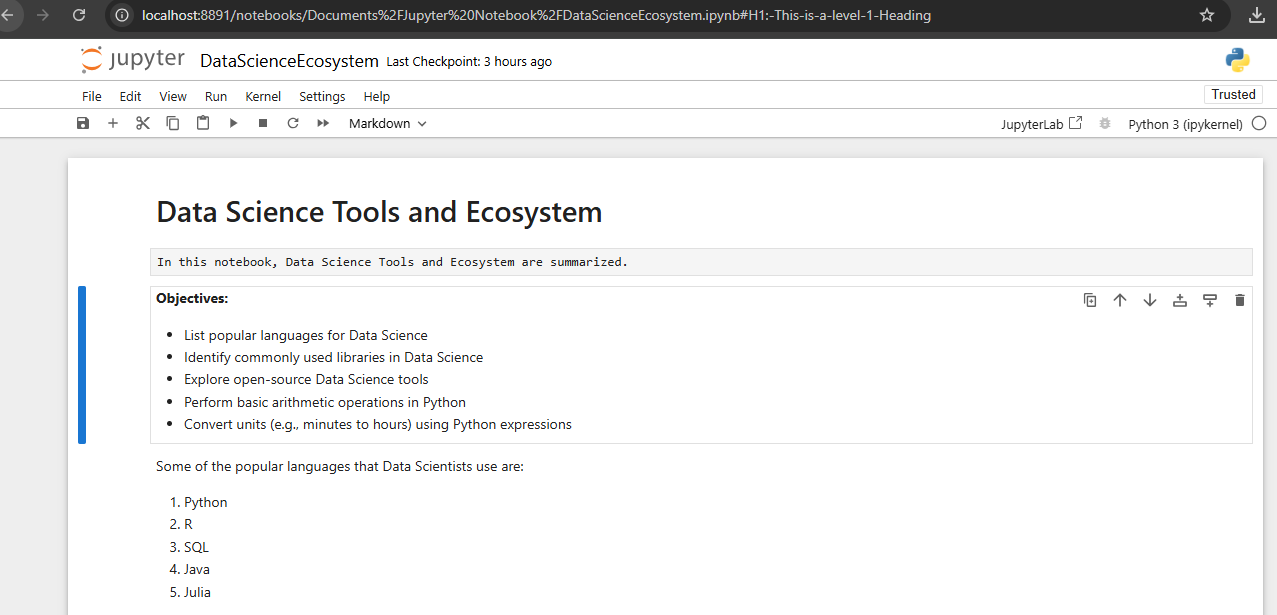 localhost:8891/notebooks/Documents%2FJupyter%20Notebook%2FDataScienceEcosystem.ipynb#H1:-This-is-a-level-1-Heading
jupyter DataScienceEcosystem Last Checkpoint: 3 hours ago
File Edit View Run Kernel Settings Help Trusted
Markdown JupyterLab Python 3 (ipykernel)
Data Science Tools and Ecosystem
In this notebook, Data Science Tools and Ecosystem are summarized.
Objectives:
• List popular languages for Data Science
• Identify commonly used libraries in Data Science
• Explore open-source Data Science tools
• Perform basic arithmetic operations in Python
• Convert units (e.g., minutes to hours) using Python expressions
Some of the popular languages that Data Scientists use are:
1. Python
2. R
3. SQL
4. Java
5. Julia